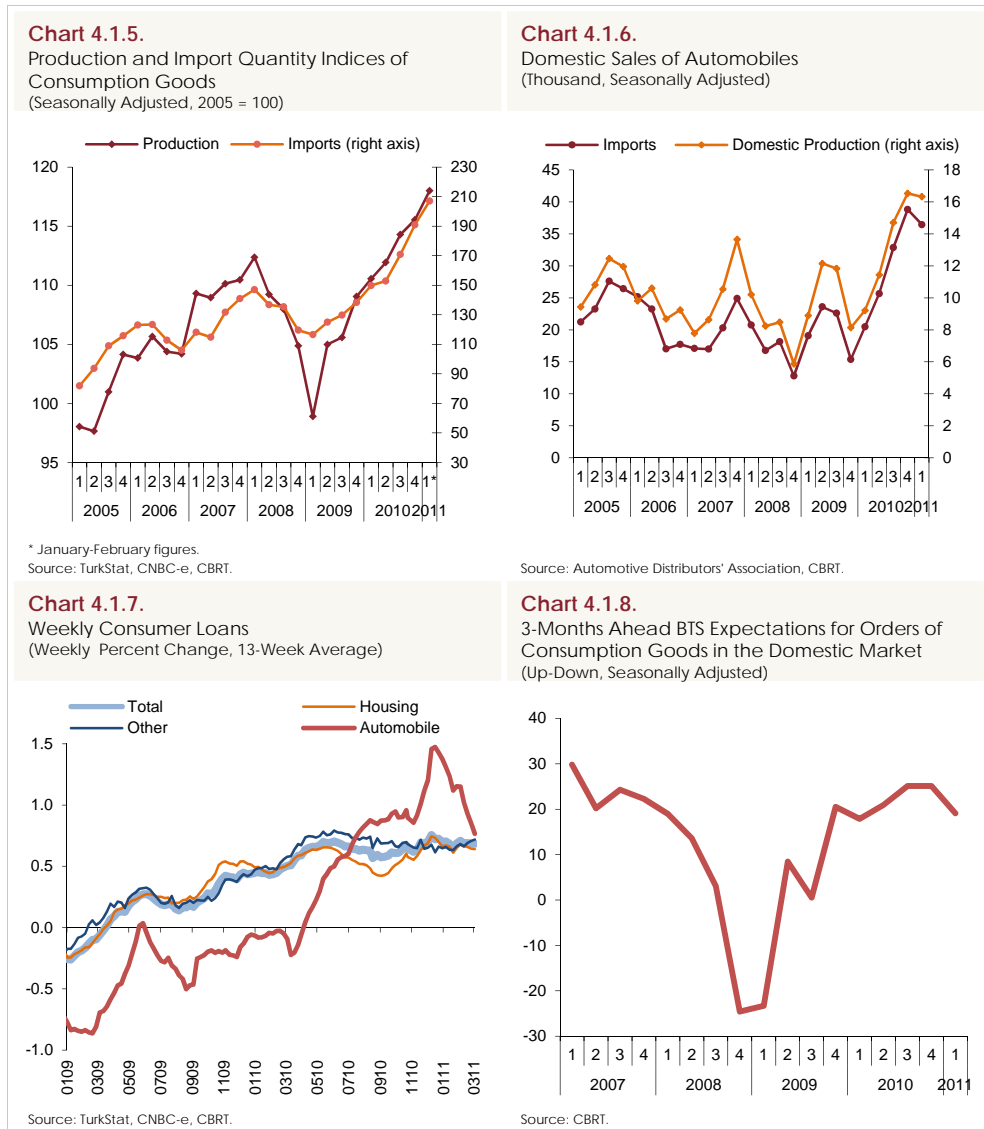 Chart 4.1.5.
Production and Import Quantity Indices of
Consumption Goods
(Seasonally Adjusted, 2005 = 100)
Production
Imports (right axis)
120
115
110
105
100
95
230
210
190
170
150
130
110
90
70
50
30
1 2 3 4 1 2 3 4 1 2 3 4 1 2 3 4 1 2 3 4 1 2 3 4 1*
2005 2006 2007 2008 2009 2010 2011
* January-February figures.
Source: TurkStat, CNBC-e, CBRT.
Chart 4.1.6.
Domestic Sales of Automobiles
(Thousand, Seasonally Adjusted)
Imports
Domestic Production (right axis)
45
40
35
30
25
20
15
10
5
0
18
16
14
12
10
8
6
4
2
0
1 2 3 4 1 2 3 4 1 2 3 4 1 2 3 4 1 2 3 4 1 2 3 4 1
2005 2006 2007 2008 2009 2010 2011
Source: Automotive Distributors' Association, CBRT.
Chart 4.1.7.
Weekly Consumer Loans
(Weekly Percent Change, 13-Week Average)
Total
Housing
Other
Automobile
1.5
1.0
0.5
0.0
-0.5
-1.0
0109 0309 0509 0709 0909 1109 0110 0310 0510 0710 0910 1110 0111 0311
Source: TurkStat, CNBC-e, CBRT.
Chart 4.1.8.
3-Months Ahead BTS Expectations for Orders of
Consumption Goods in the Domestic Market
(Up-Down, Seasonally Adjusted)
40
30
20
10
0
-10
-20
-30
1 2 3 4 1 2 3 4 1 2 3 4 1 2 3 4 1
2007 2008 2009 2010 2011
Source: CBRT.